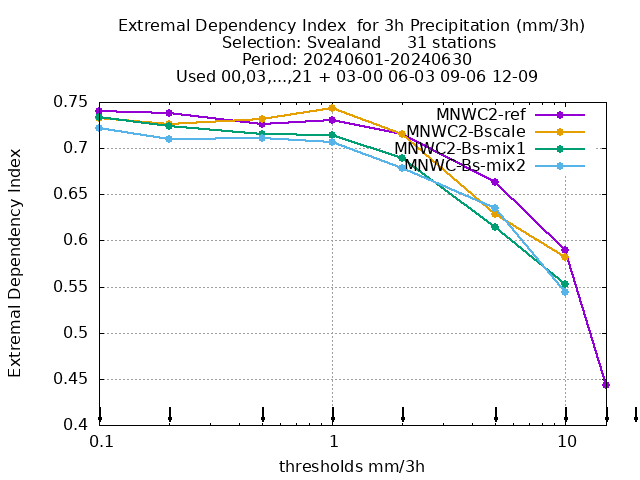 Extremal Dependency Index  for 3h Precipitation (mm/3h)
Selection: Svealand     31 stations
Period: 20240601-20240630
Used 00,03,...,21 + 03-00 06-03 09-06 12-09
MNWC2-ref
MNWC2-Bscale
MNWC2-Bs-mix1
MNWC-Bs-mix2
Extremal Dependency Index
0.75
0.7
0.65
0.6
0.55
0.5
0.45
0.4
0.1
1
10
thresholds mm/3h